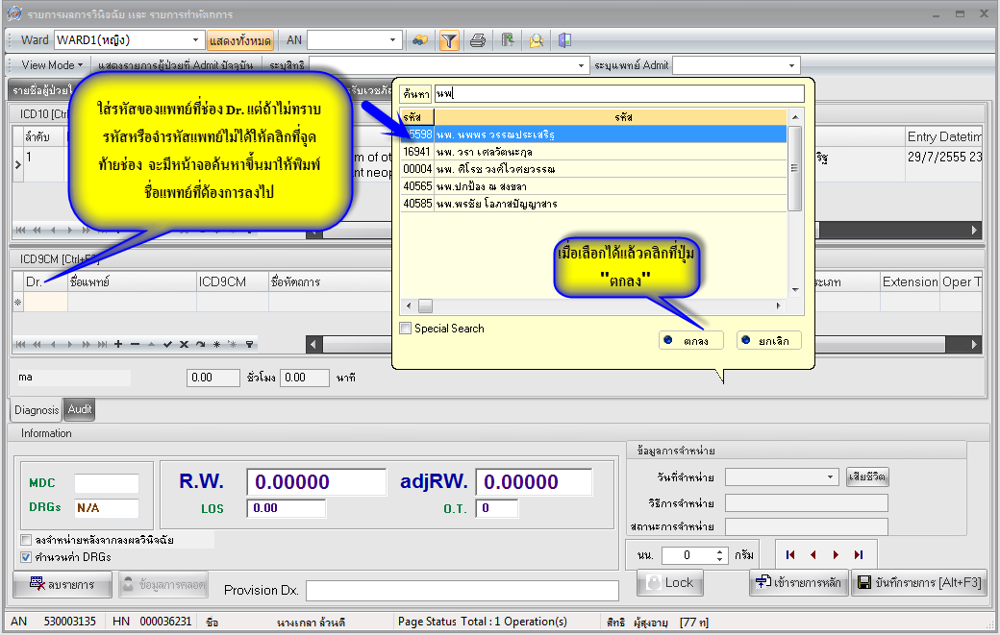 รายการผลการวินิจฉัย และ รายการทำหัตถการ
Ward WARD1(หญิง) แสดงทั้งหมด AN
View Mode แสดงรายการผู้ป่วยที่ Admit ปัจจุบัน ระบุสิทธิ ระบุแพทย์ Admit
รายชื่อผู้ป่วยใ
ค้นหา นพ
ICD10 [Ctrl
รหัส รหัส
ลำดับ Entry Datetim
5598 นพ. นพพร วรรณประเสริฐ
1 m of ot 29/7/2555 23
16941 นพ. วรา เศลวัตนะกุล
nt neop
00004 นพ. ศิโรช วงศ์ไวศยวรรณ
40565 นพ.ปกป้อง ณ สงขลา
40585 นพ.พรชัย โอภาสปัญญาสาร
ใส่รหัสของแพทย์ที่ช่อง Dr. แต่ถ้าไม่ทราบ
รหัสหรือจำรหัสแพทย์ไม่ได้ให้คลิกที่จุด
ท้ายช่อง จะมีหน้าจอค้นหาขึ้นมาให้พิมพ์
ชื่อแพทย์ที่ต้องการลงไป
เมื่อเลือกได้แล้วคลิกที่ปุ่ม
"ตกลง"
Special Search
ตกลง ยกเลิก
ICD9CM [Ctrl+F3]
Dr. ชื่อแพทย์ ICD9CM ชื่อหัตถการ ระเภท Extension Oper T
ma 0.00 ชั่วโมง 0.00 นาที
Diagnosis Audit
Information
MDC R.W. 0.00000 adjRW. 0.00000
DRGs N/A LOS 0.00 O.T. 0
ลงจำหน่ายหลังจากลงผลวินิจฉัย
คำนวนค่า DRGs
ข้อมูลการจำหน่าย
วันที่จำหน่าย เสียชีวิต
วิธีการจำหน่าย
สถานะการจำหน่าย
นน. 0 กรัม
ลบรายการ ข้อมูลการคลอด Provision Dx. Lock เข้ารายการหลัก บันทึกรายการ [Alt+F3]
AN 530003135 HN 000036231 ชื่อ นางเกลา ล้วนดี Page Status Total : 1 Operation(s) สิทธิ ผู้สูงอายุ [77 ท]